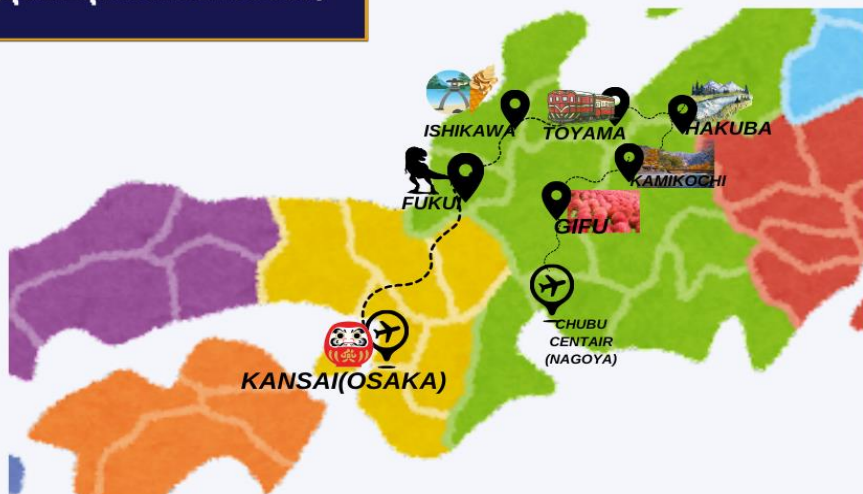 ISHIKAWA
TOYAMA
HAKUBA
KAMIKOCHI
FUKUI
GIFU
CHUBU
CENTAIR
(NAGOYA)
KANSAI(OSAKA)